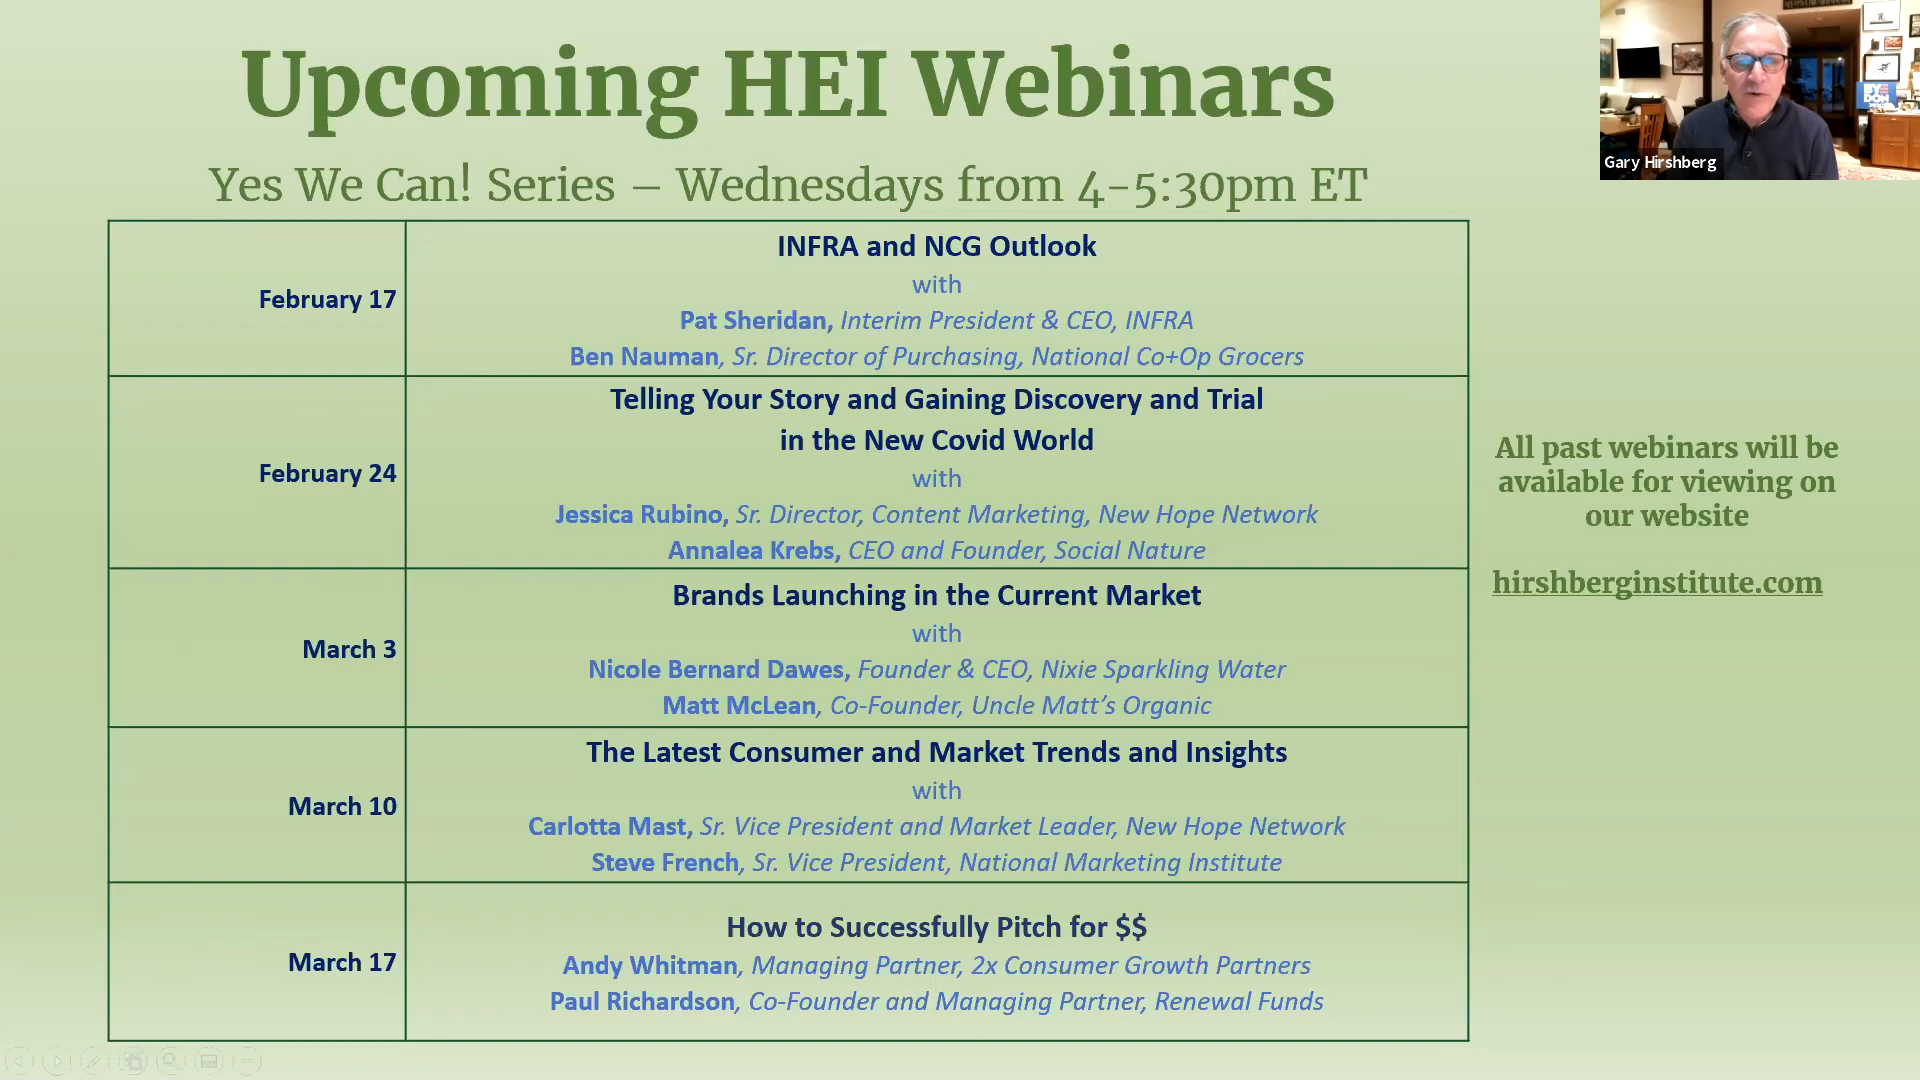 Upcoming HEI Webinars
Yes We Can! Series – Wednesdays from 4-5:30pm ET
Gary Hirshberg
February 17
INFRA and NCG Outlook
with
Pat Sheridan, Interim President & CEO, INFRA
Ben Nauman, Sr. Director of Purchasing, National Co+Op Grocers
February 24
Telling Your Story and Gaining Discovery and Trial
in the New Covid World
with
Jessica Rubino, Sr. Director, Content Marketing, New Hope Network
Annalea Krebs, CEO and Founder, Social Nature
March 3
Brands Launching in the Current Market
with
Nicole Bernard Dawes, Founder & CEO, Nixie Sparkling Water
Matt McLean, Co-Founder, Uncle Matt’s Organic
March 10
The Latest Consumer and Market Trends and Insights
with
Carlotta Mast, Sr. Vice President and Market Leader, New Hope Network
Steve French, Sr. Vice President, National Marketing Institute
March 17
How to Successfully Pitch for $$
Andy Whitman, Managing Partner, 2x Consumer Growth Partners
Paul Richardson, Co-Founder and Managing Partner, Renewal Funds
All past webinars will be
available for viewing on
our website
hirshberginstitute.com